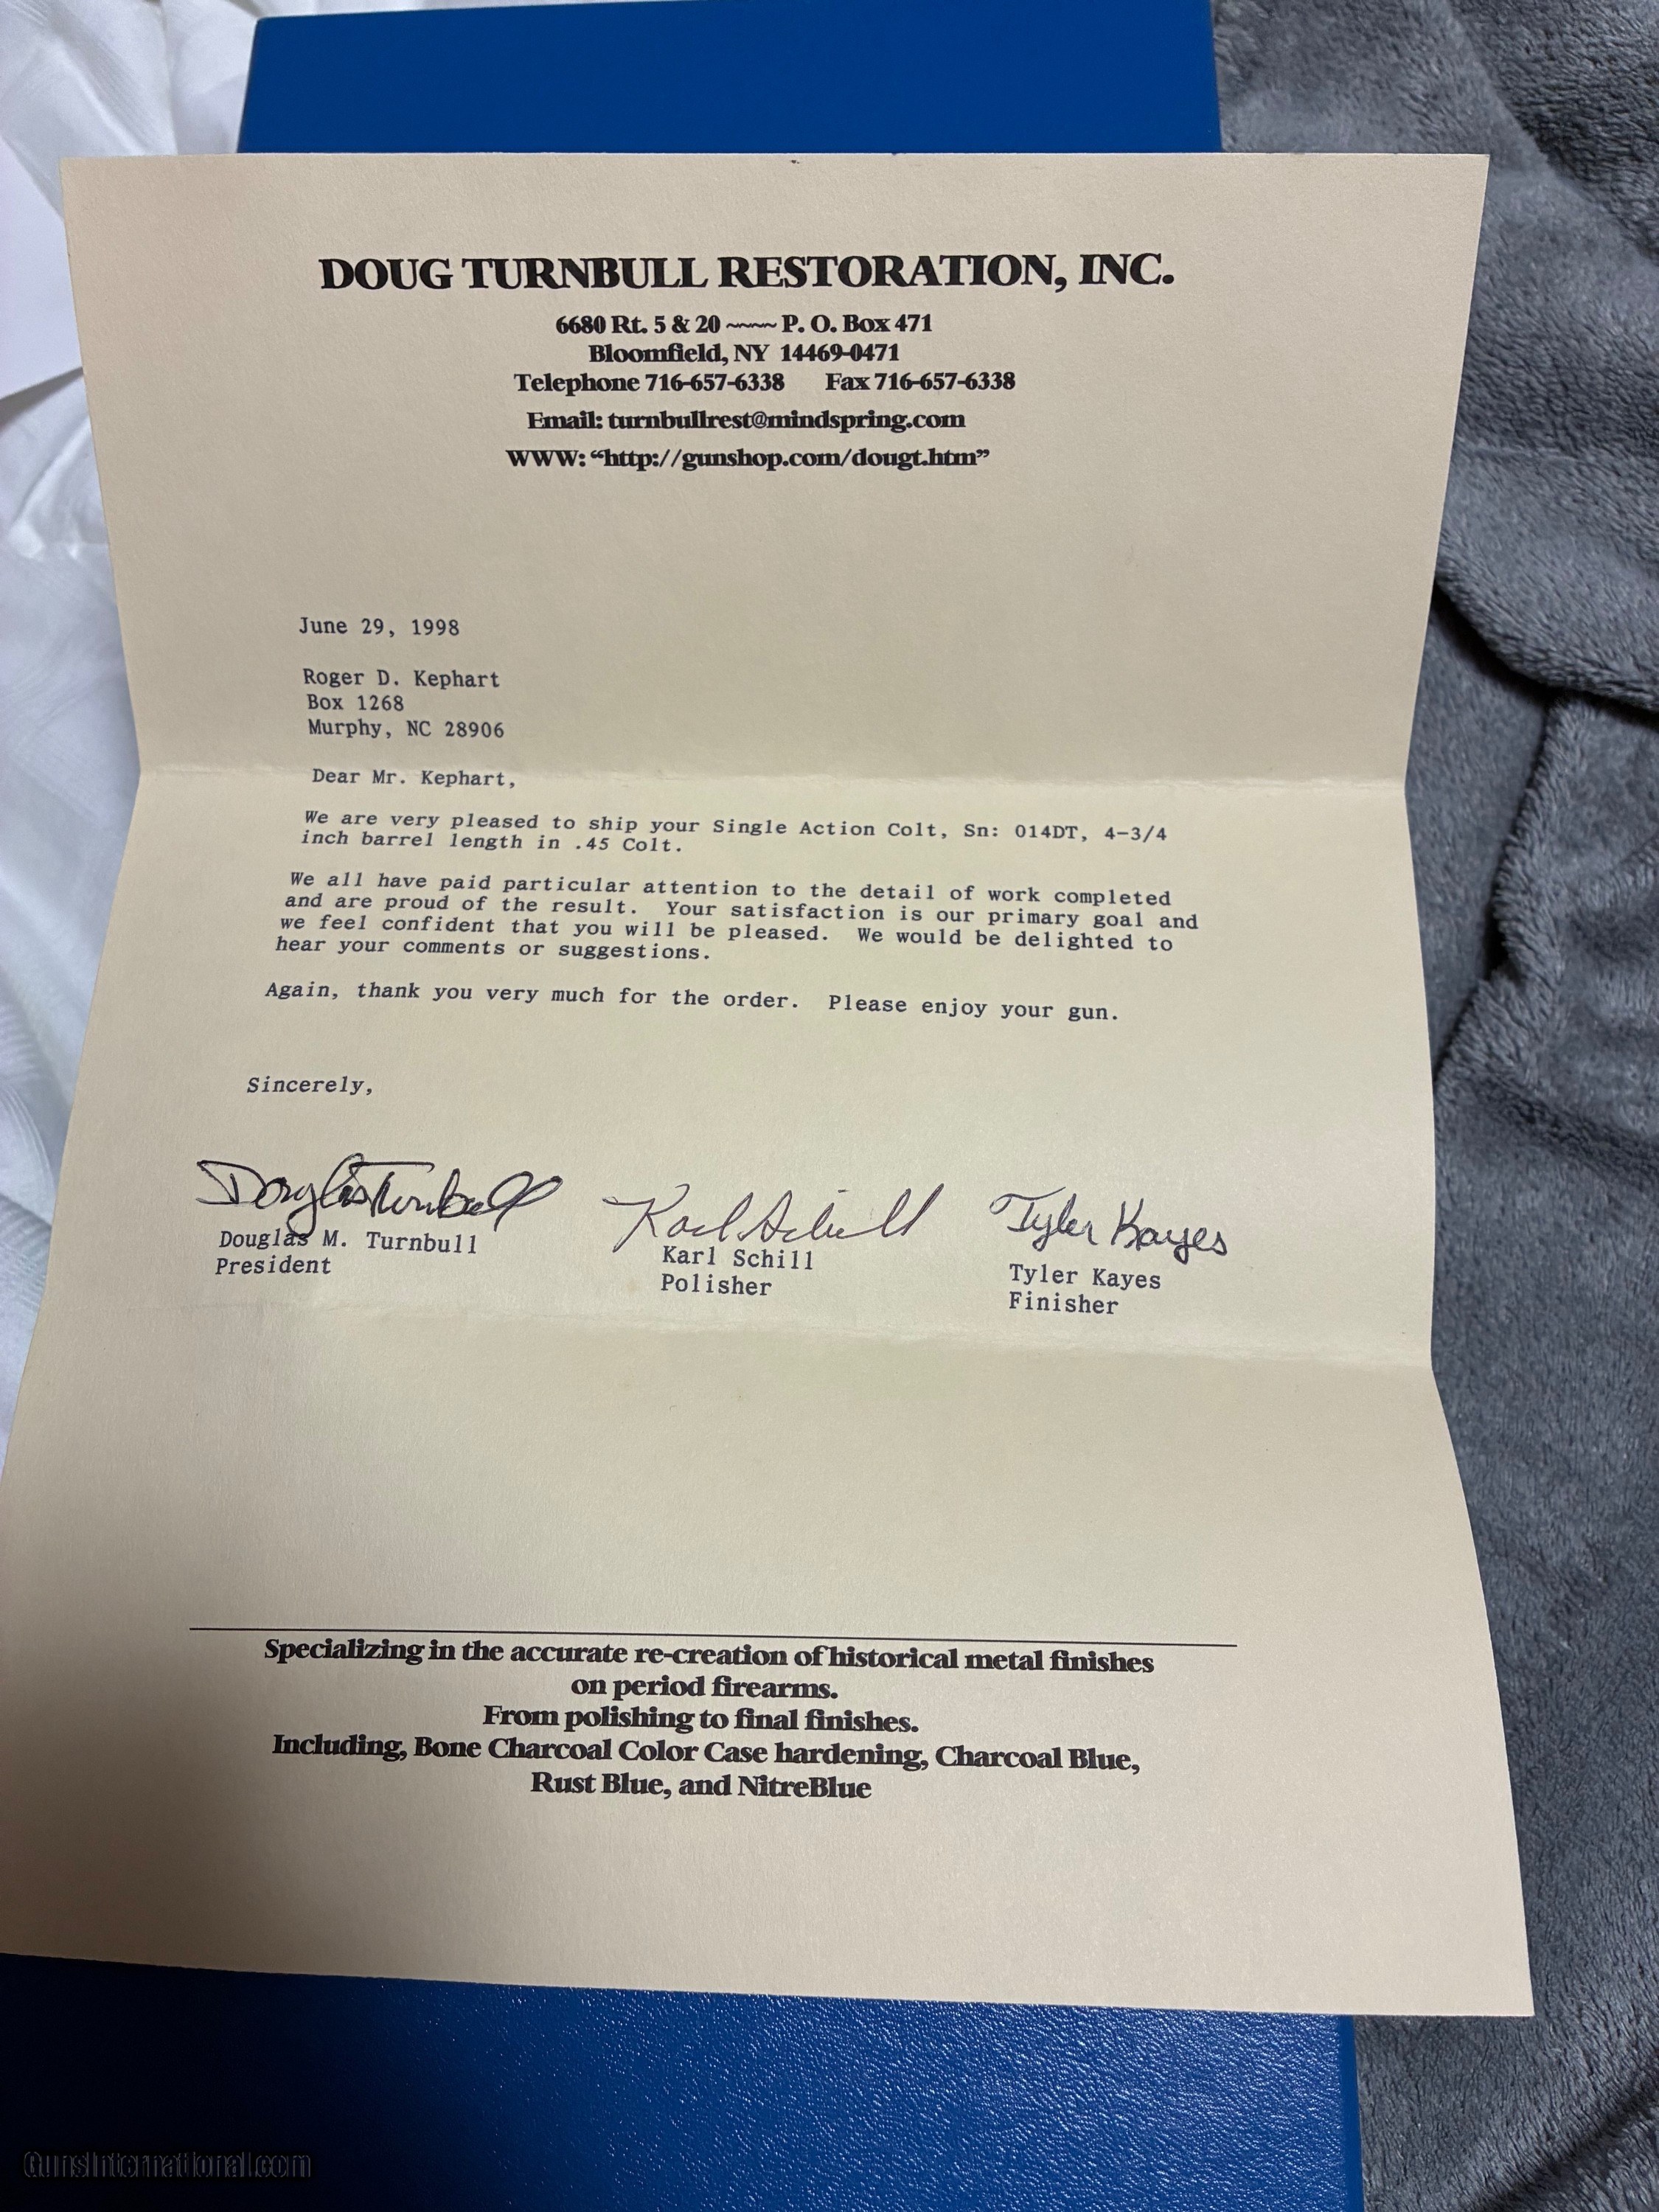 DOUG TURNBULL RESTORATION, INC.
6680 Rt. 5 & 20 ~~~~ P. O. Box 471
Bloomfield, NY 14469-0471
Telephone 716-657-6338 Fax 716-657-6338
Email: turnbullrest@mindspring.com
WWW: “http://gunshop.com/dougt.htm”
June 29, 1998
Roger D. Kephart
Box 1268
Murphy, NC 28906
Dear Mr. Kephart,
We are very pleased to ship your Single Action Colt, Sn: 014DT, 4-3/4
inch barrel length in .45 Colt.
We all have paid particular attention to the detail of work completed
and are proud of the result. Your satisfaction is our primary goal and
we feel confident that you will be pleased. We would be delighted to
hear your comments or suggestions.
Again, thank you very much for the order. Please enjoy your gun.
Sincerely,
Douglas Turnbull Karl Schill Tyler Kayes
Douglas M. Turnbull Karl Schill Tyler Kayes
President Polisher Finisher
Specializing in the accurate re-creation of historical metal finishes
on period firearms.
From polishing to final finishes.
Including, Bone Charcoal Color Case hardening, Charcoal Blue,
Rust Blue, and NitreBlue
GunsInternational.com